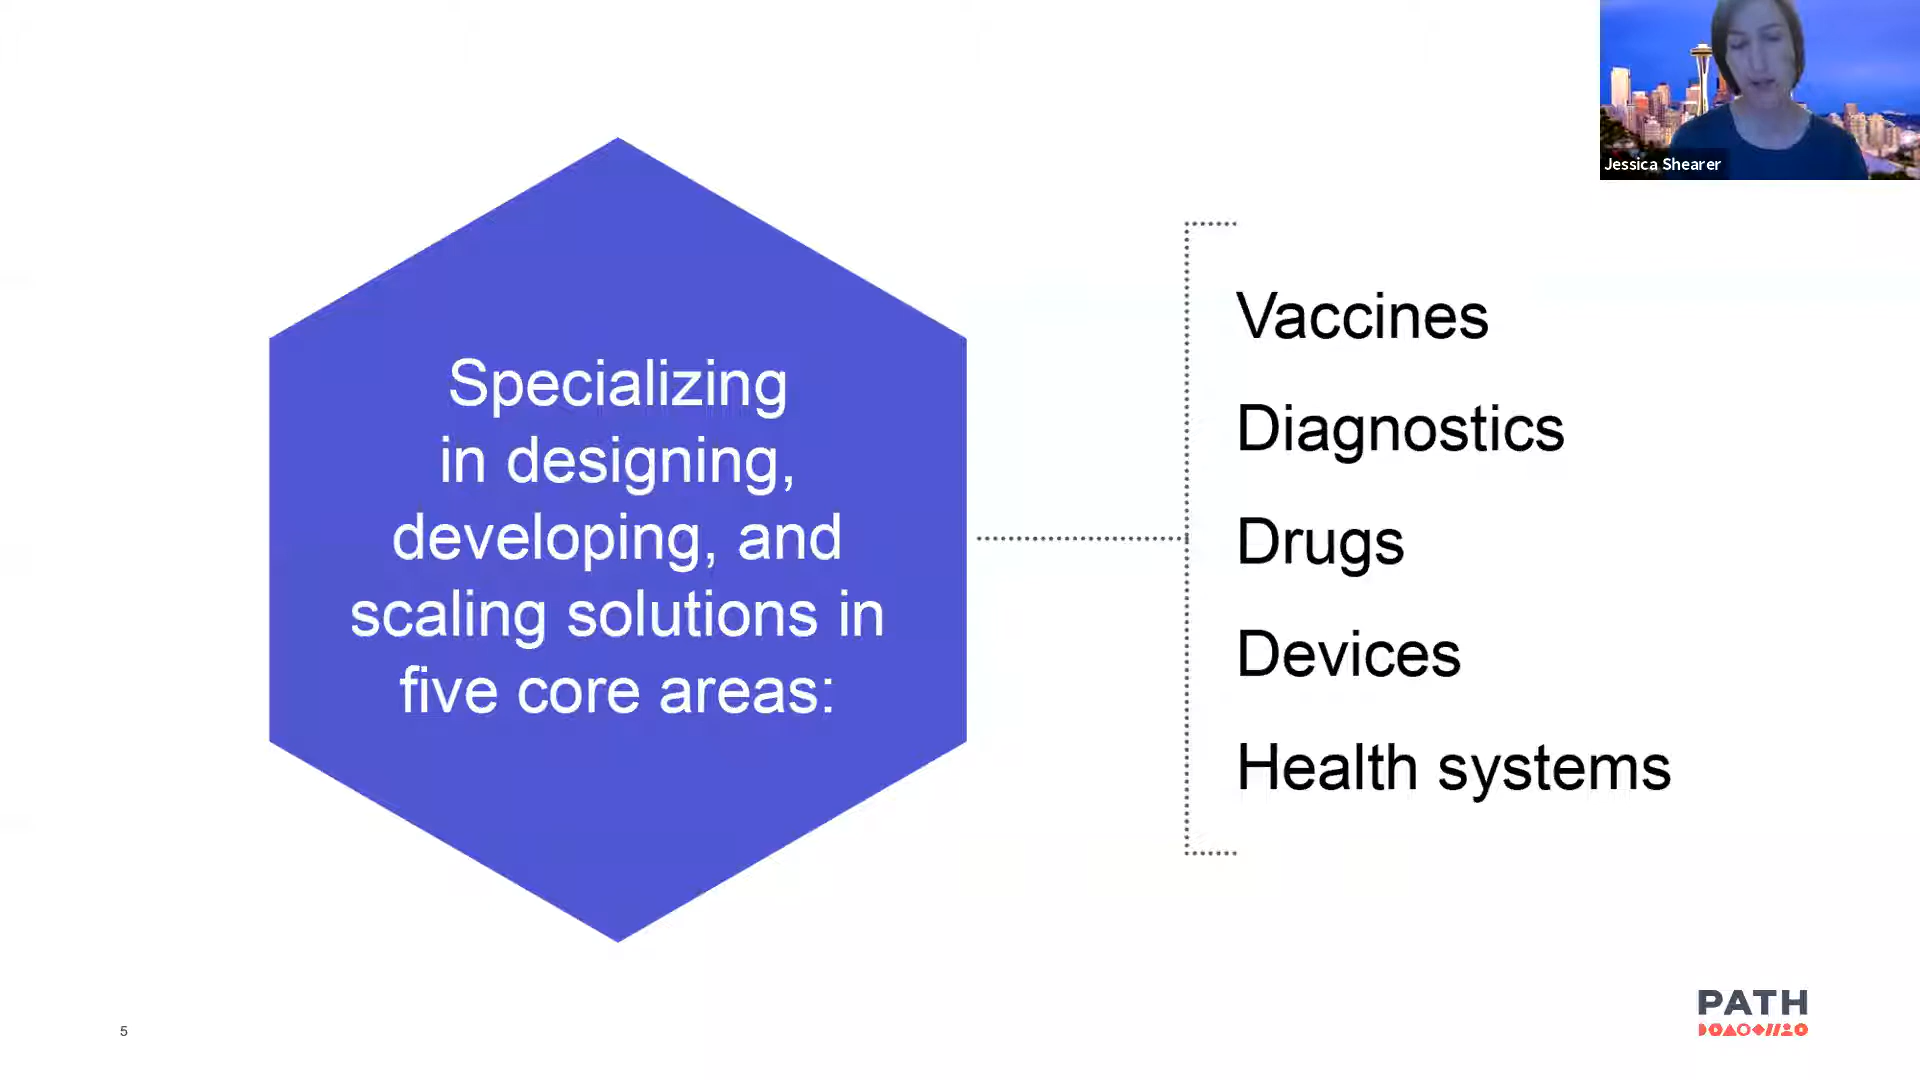 Jessica Shearer
Specializing
in designing,
developing, and
scaling solutions in
five core areas:
Vaccines
Diagnostics
Drugs
Devices
Health systems
5
PATH